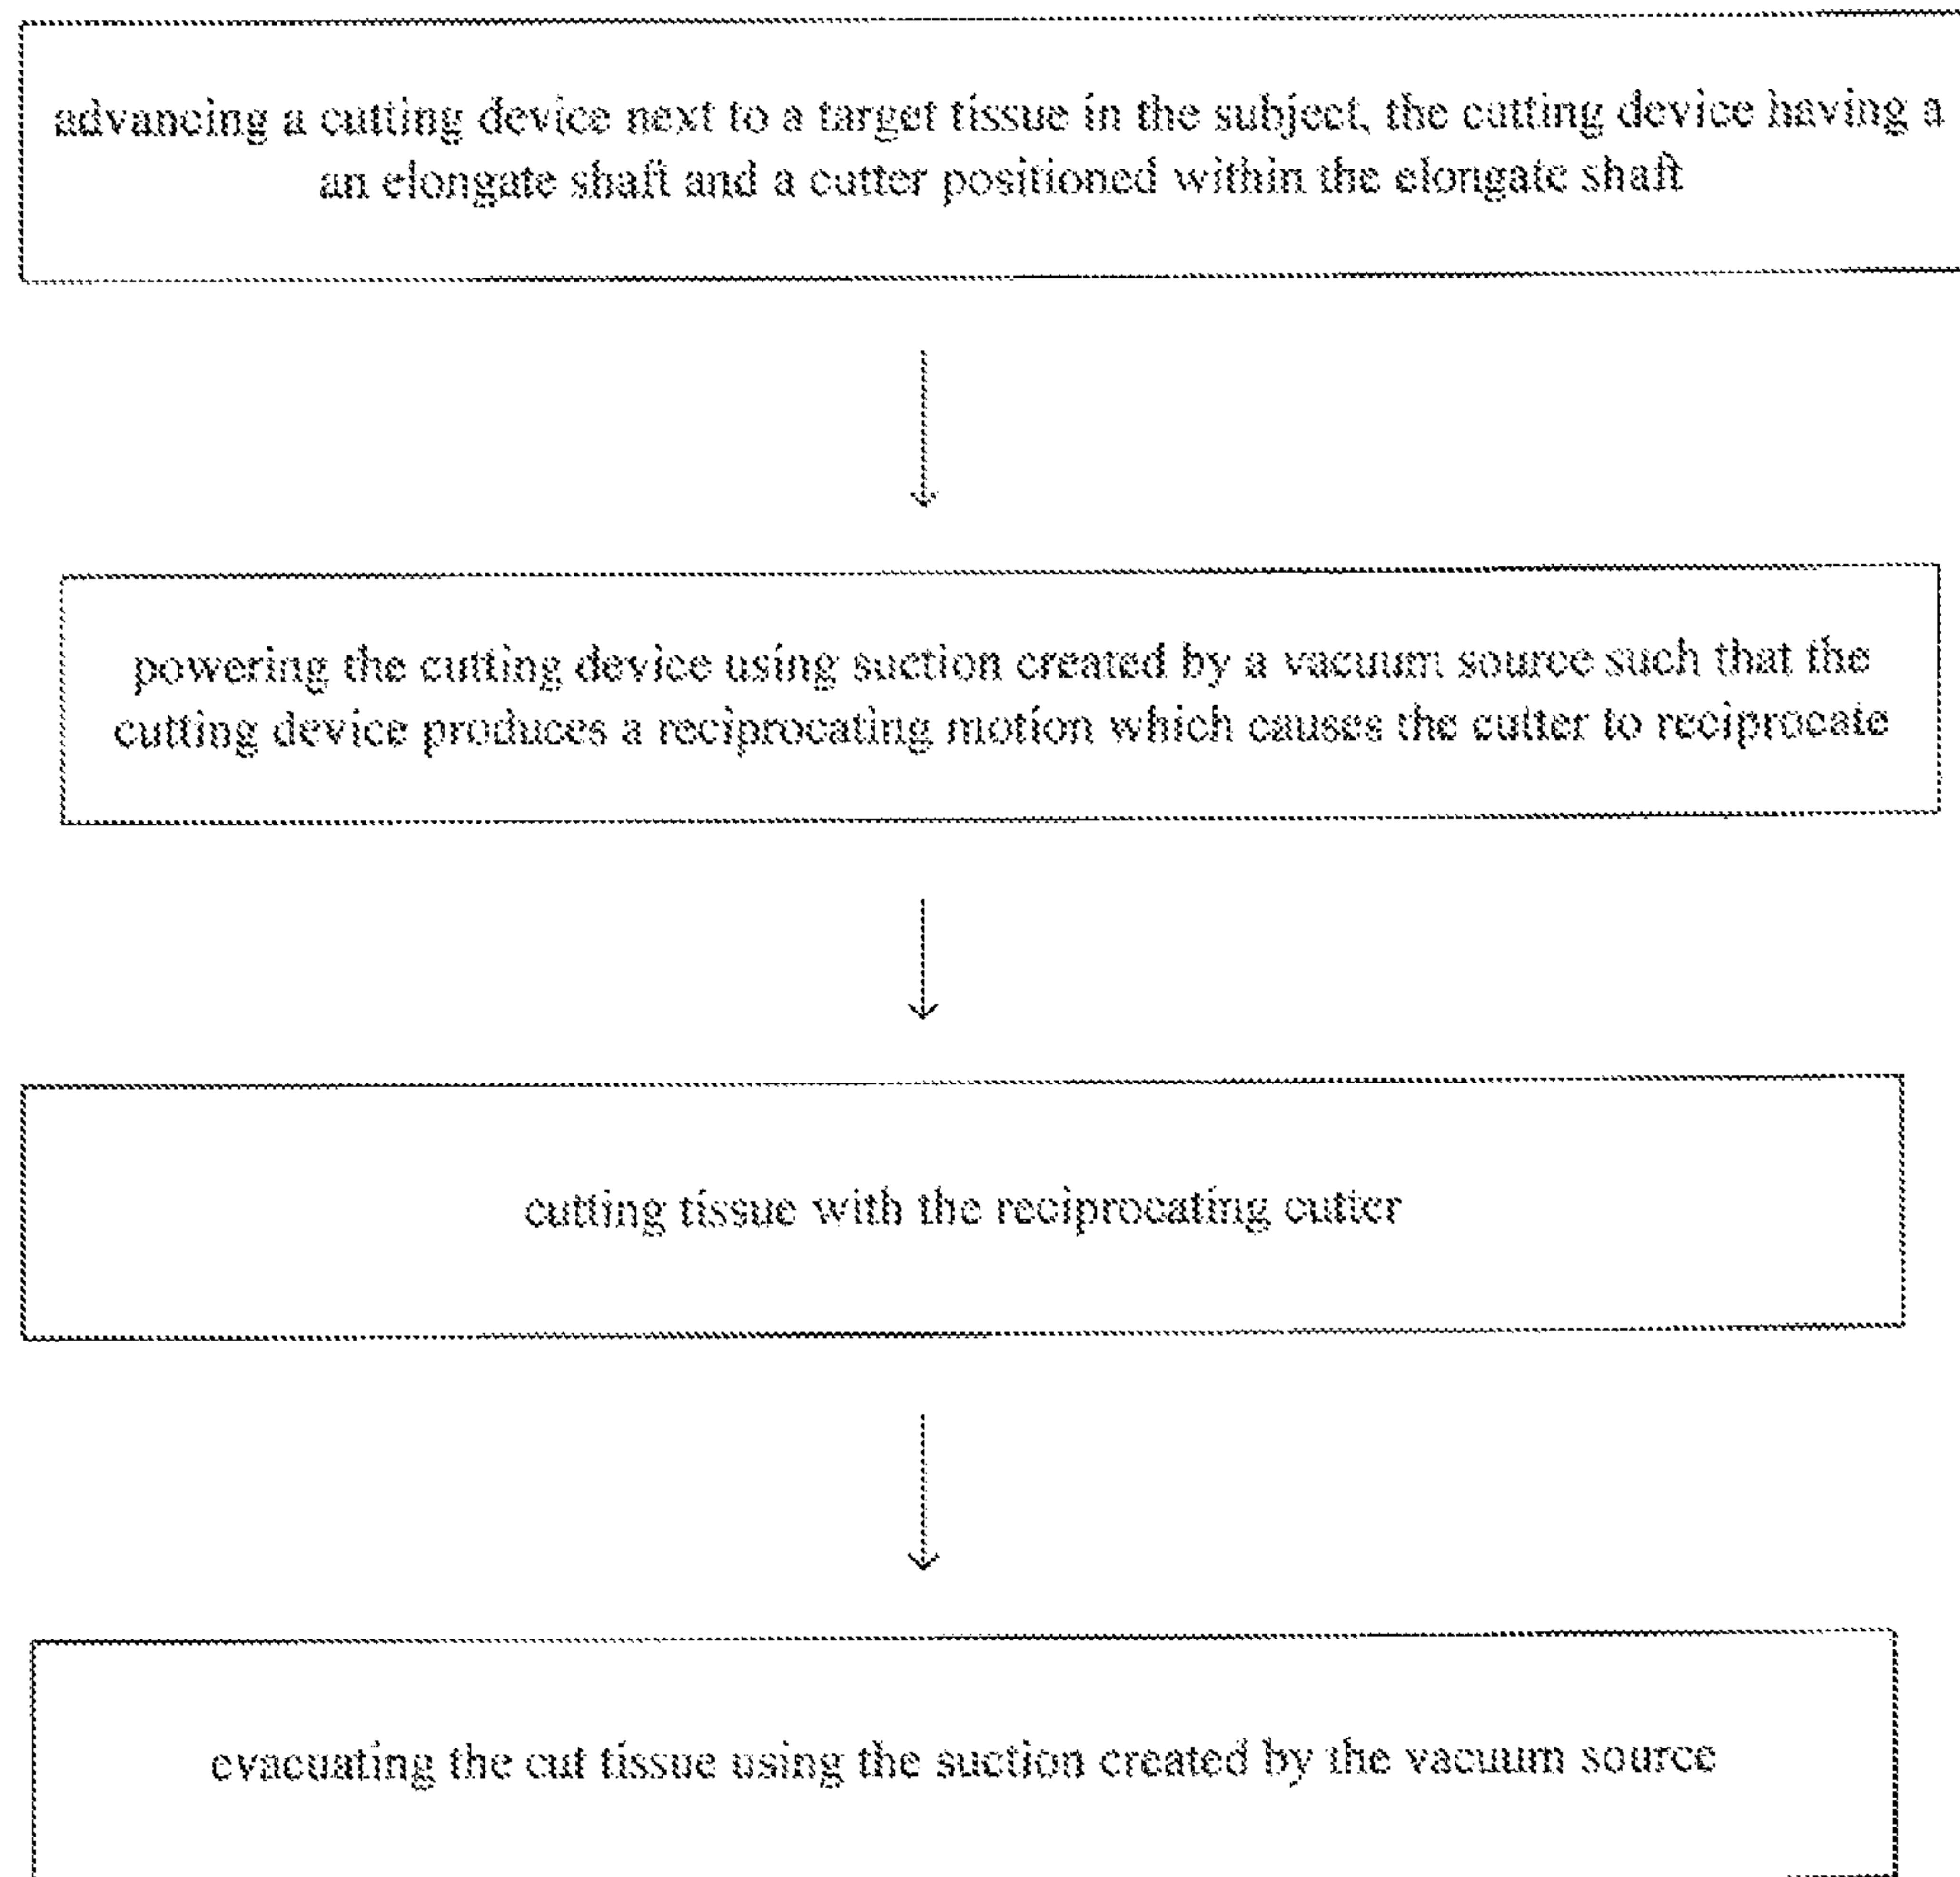 advancing a cutting device next to a target tissue in the subject, the cutting device having a
an elongate shaft and a cutter positioned within the elongate shaft
powering the cutting device using suction created by a vacuum source such that the
cutting device produces a reciprocating motion which causes the cutter to reciprocate
cutting tissue with the reciprocating cutter
evacuating the cut tissue using the suction created by the vacuum source